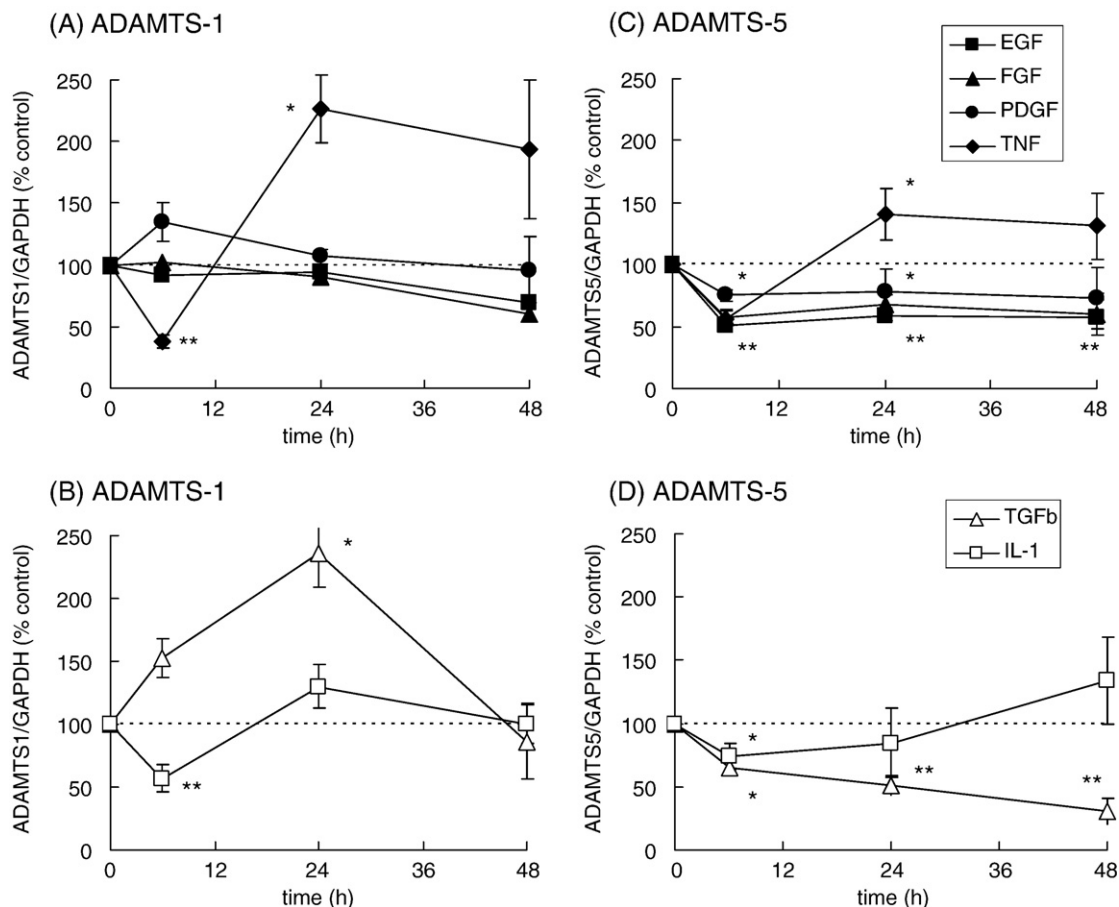 (A) ADAMTS-1
ADAMTS1/GAPDH (% control)
250
200
150
100
50
0
*
**
0 12 24 36 48
time (h)
(C) ADAMTS-5
EGF
FGF
PDGF
TNF
ADAMTS5/GAPDH (% control)
250
200
150
100
50
0
*
* *
** ** **
0 12 24 36 48
time (h)
(B) ADAMTS-1
ADAMTS1/GAPDH (% control)
250
200
150
100
50
0
*
**
0 12 24 36 48
time (h)
(D) ADAMTS-5
TGFb
IL-1
ADAMTS5/GAPDH (% control)
250
200
150
100
50
0
*
* ** **
0 12 24 36 48
time (h)